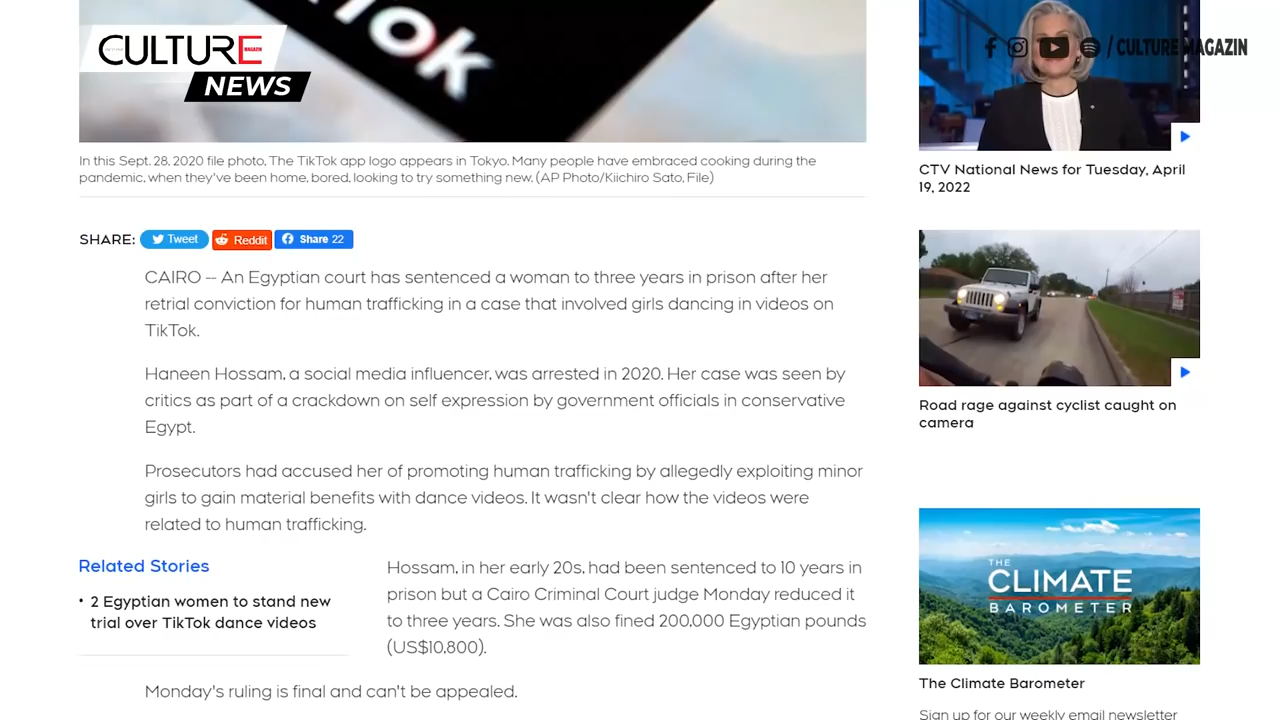 TikTok
CULTURE
MAGAZIN
NEWS
/ CULTURE MAGAZIN
In this Sept. 28, 2020 file photo, The TikTok app logo appears in Tokyo. Many people have embraced cooking during the
pandemic, when they've been home, bored, looking to try something new. (AP Photo/Kiichiro Sato, File)
SHARE:
Tweet
Reddit
Share 22
CAIRO -- An Egyptian court has sentenced a woman to three years in prison after her
retrial conviction for human trafficking in a case that involved girls dancing in videos on
TikTok.
Haneen Hossam, a social media influencer, was arrested in 2020. Her case was seen by
critics as part of a crackdown on self expression by government officials in conservative
Egypt.
Prosecutors had accused her of promoting human trafficking by allegedly exploiting minor
girls to gain material benefits with dance videos. It wasn't clear how the videos were
related to human trafficking.
Related Stories
• 2 Egyptian women to stand new
trial over TikTok dance videos
Hossam, in her early 20s, had been sentenced to 10 years in
prison but a Cairo Criminal Court judge Monday reduced it
to three years. She was also fined 200,000 Egyptian pounds
(US$10,800).
Monday's ruling is final and can't be appealed.
CTV National News for Tuesday, April
19, 2022
Road rage against cyclist caught on
camera
THE
CLIMATE
BAROMETER
The Climate Barometer
Sign up for our weekly email newsletter